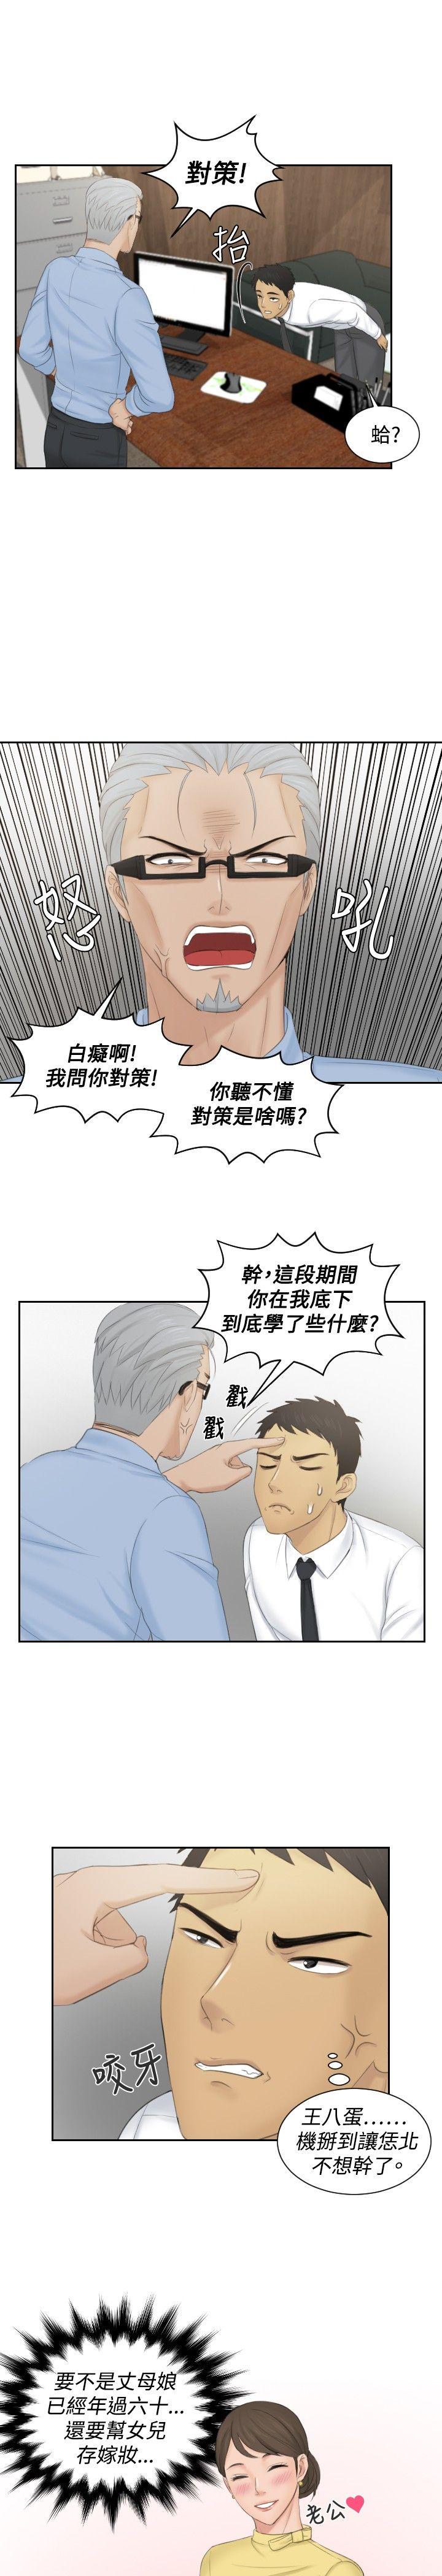 對策!
抬
蛤?
怒
吼
白癡啊!
我問你對策!
你聽不懂
對策是啥嗎?
幹,這段期間
你在我底下
到底學了些什麼?
戳
戳
咬牙
王八蛋......
機掰到讓恁北
不想幹了。
要不是丈母娘
已經年過六十...
還要幫女兒
存嫁妝...
老公